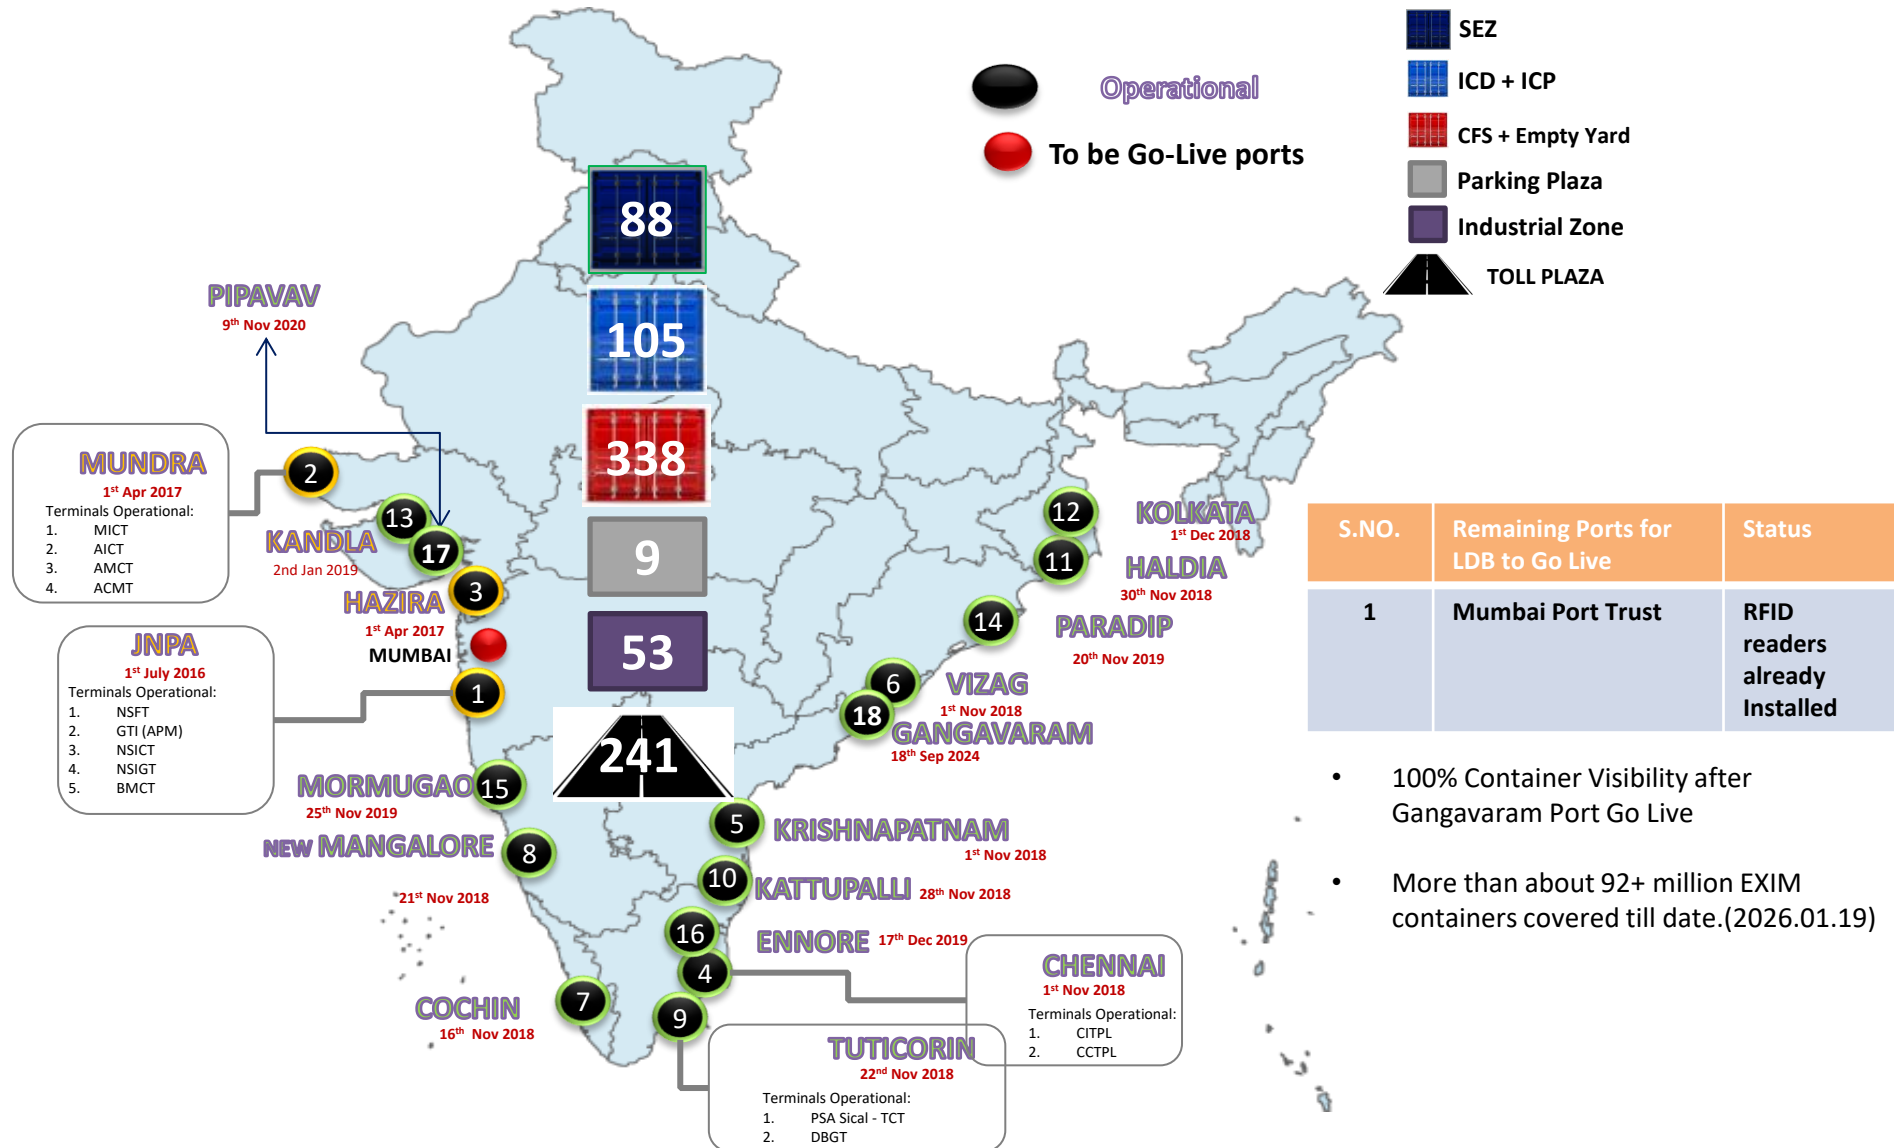 SEZ
ICD + ICP
CFS + Empty Yard
Parking Plaza
Industrial Zone
TOLL PLAZA
Operational
To be Go-Live ports
88
105
338
9
53
241
PIPAVAV
9th Nov 2020
MUNDRA
1st Apr 2017
Terminals Operational:
1. MICT
2. AICT
3. AMCT
4. ACMT
2
13
KANDLA
17
2nd Jan 2019
3
HAZIRA
1st Apr 2017
MUMBAI
JNPA
1st July 2016
Terminals Operational:
1. NSFT
2. GTI (APM)
3. NSICT
4. NSIGT
5. BMCT
1
MORMUGAO
15
25th Nov 2019
NEW MANGALORE
8
21st Nov 2018
COCHIN
7
16th Nov 2018
12
KOLKATA
1st Dec 2018
11
HALDIA
30th Nov 2018
14
PARADIP
20th Nov 2019
6
VIZAG
1st Nov 2018
18
GANGAVARAM
18th Sep 2024
5
KRISHNAPATNAM
1st Nov 2018
10
KATTUPALLI 28th Nov 2018
16
ENNORE 17th Dec 2019
4
CHENNAI
1st Nov 2018
Terminals Operational:
1. CITPL
2. CCTPL
9
TUTICORIN
22nd Nov 2018
Terminals Operational:
1. PSA Sical - TCT
2. DBGT
S.NO. Remaining Ports for LDB to Go Live Status
1 Mumbai Port Trust RFID readers already Installed
• 100% Container Visibility after
Gangavaram Port Go Live
• More than about 92+ million EXIM
containers covered till date.(2026.01.19)